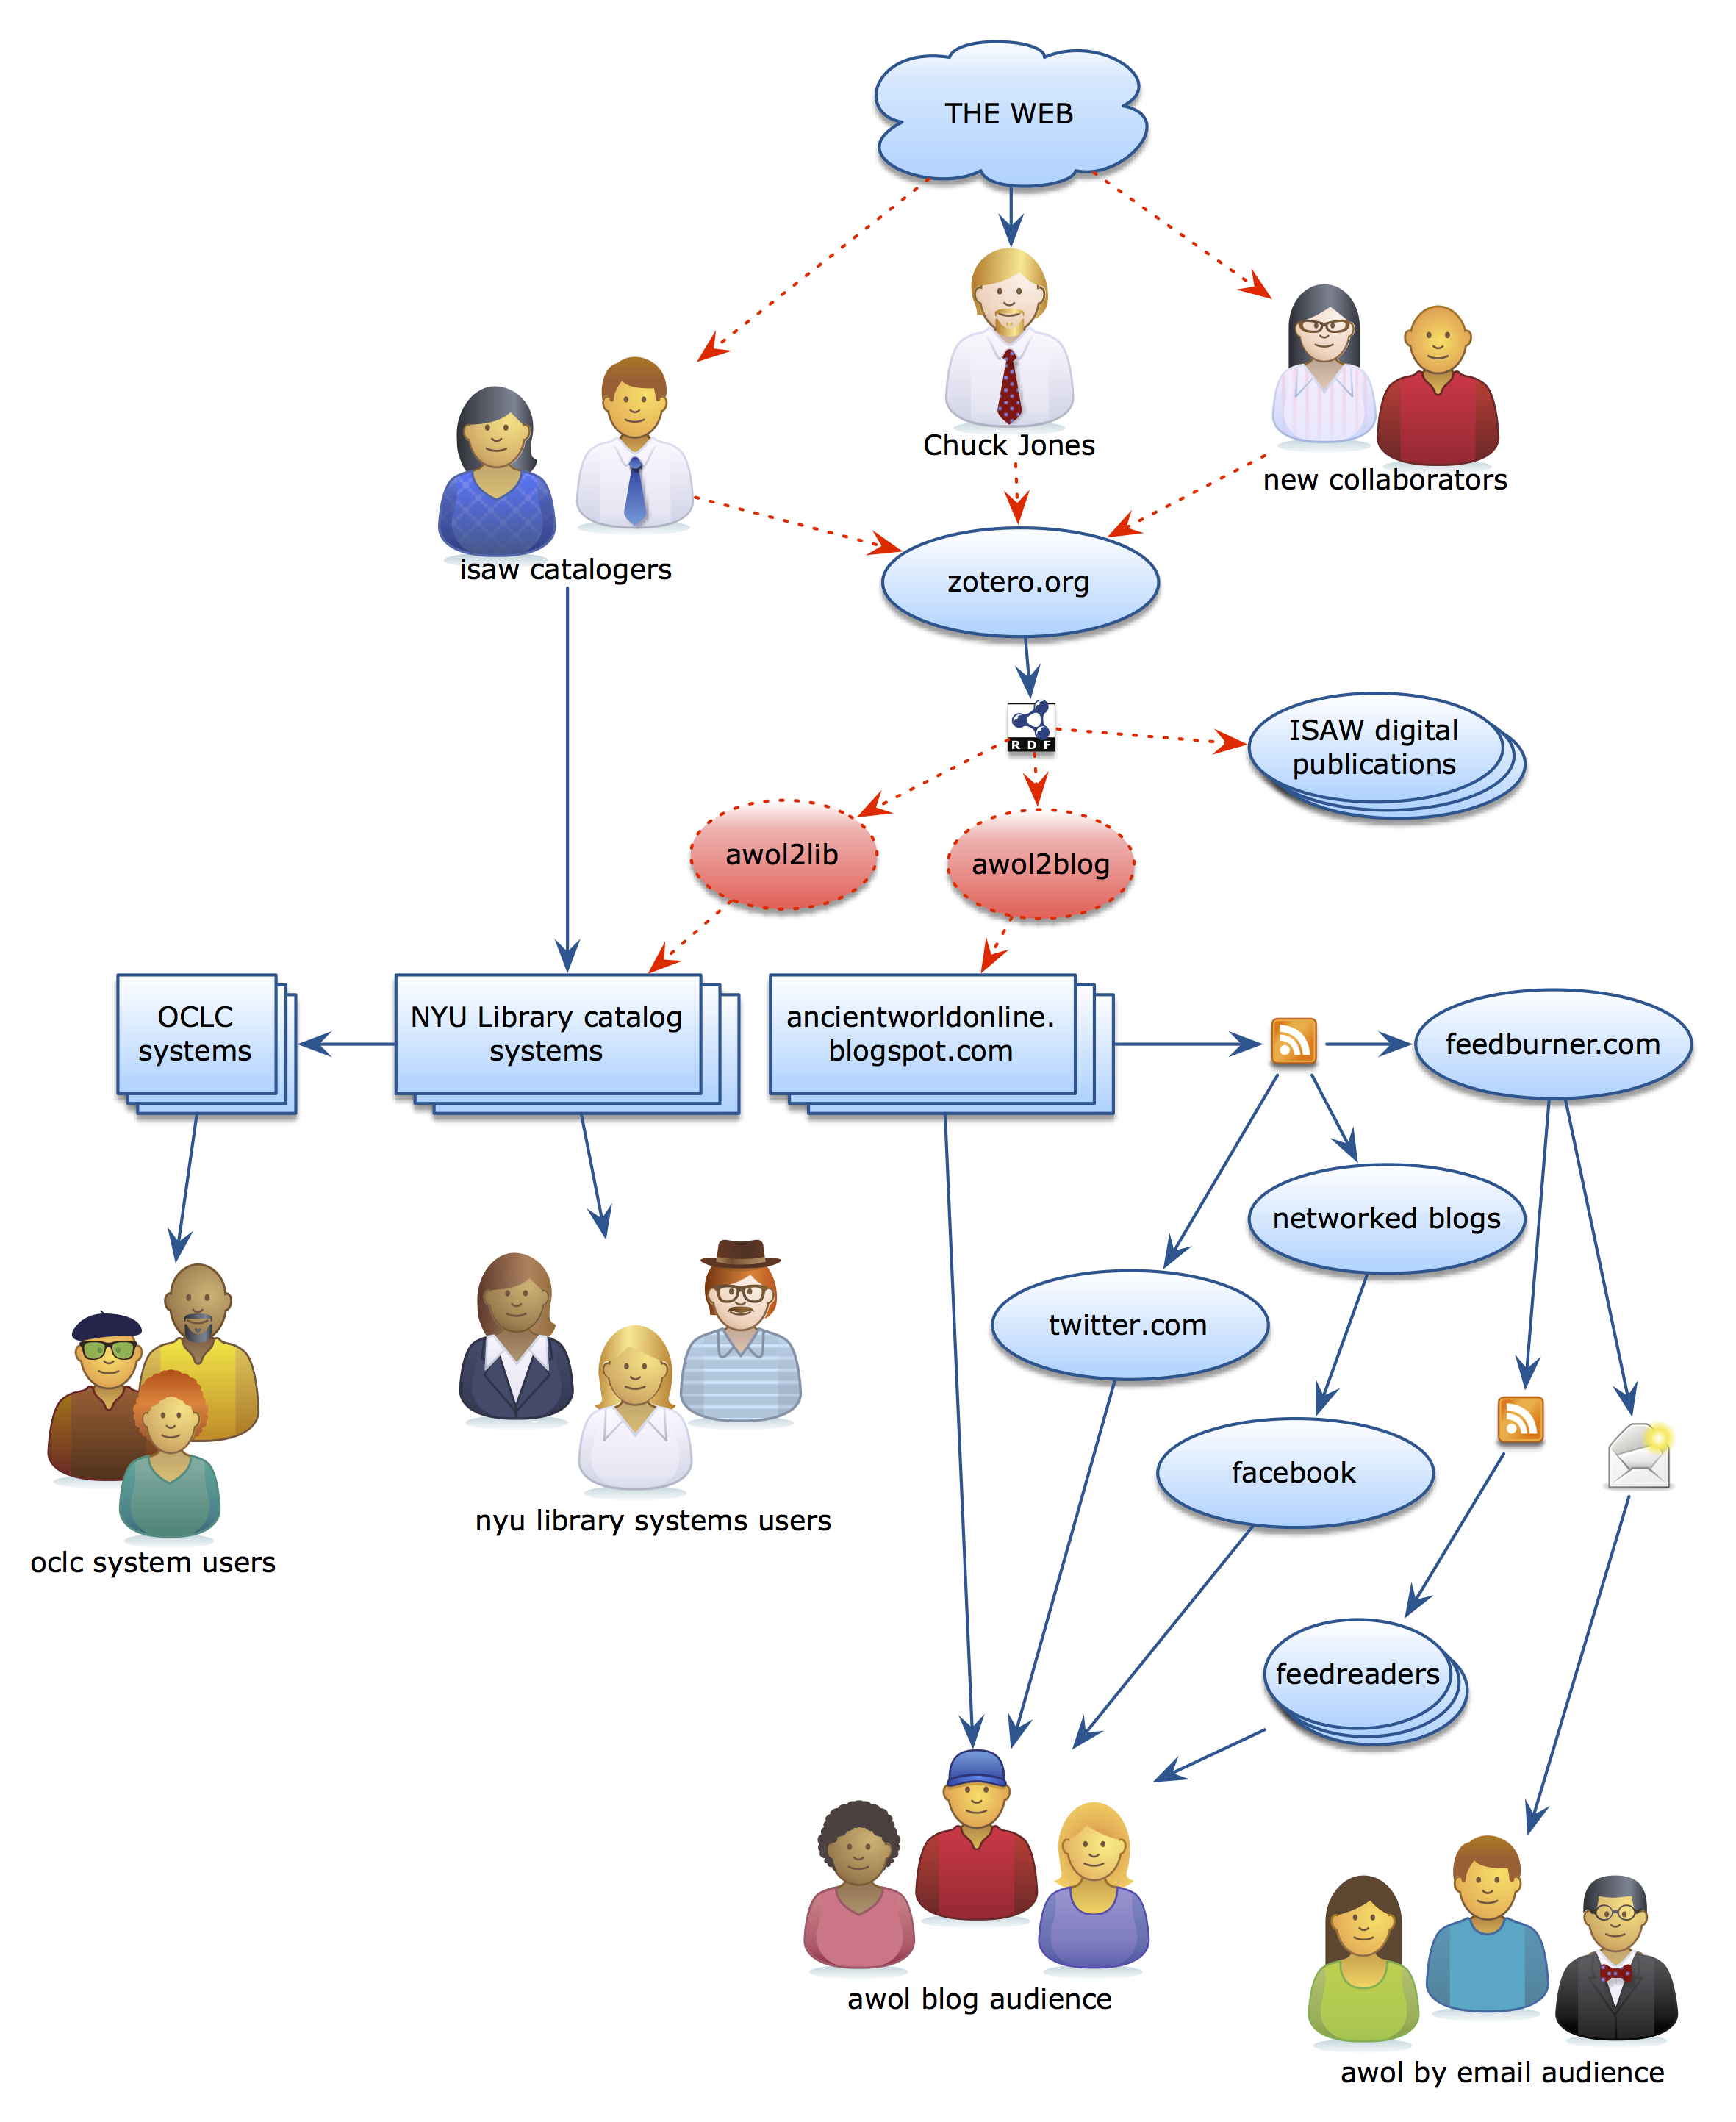 THE WEB
Chuck Jones
new collaborators
isaw catalogers
zotero.org
RDF
ISAW digital
publications
awol2lib
awol2blog
OCLC
systems
NYU Library catalog
systems
ancientworldonline.
blogspot.com
feedburner.com
networked blogs
twitter.com
facebook
nyu library systems users
oclc system users
feedreaders
awol blog audience
awol by email audience